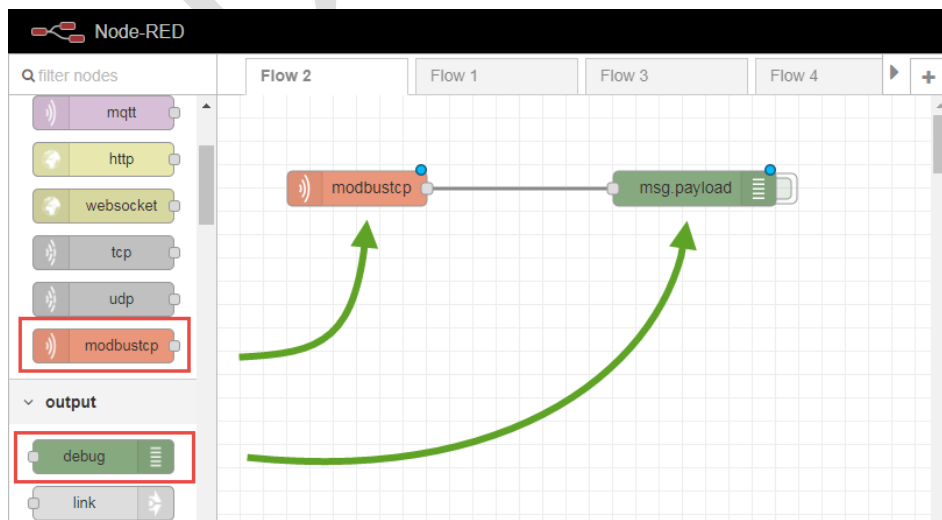 Node-RED
filter nodes
Flow 2
Flow 1
Flow 3
Flow 4
+
mqtt
http
websocket
tcp
udp
modbustcp
output
debug
link
modbustcp
msg.payload